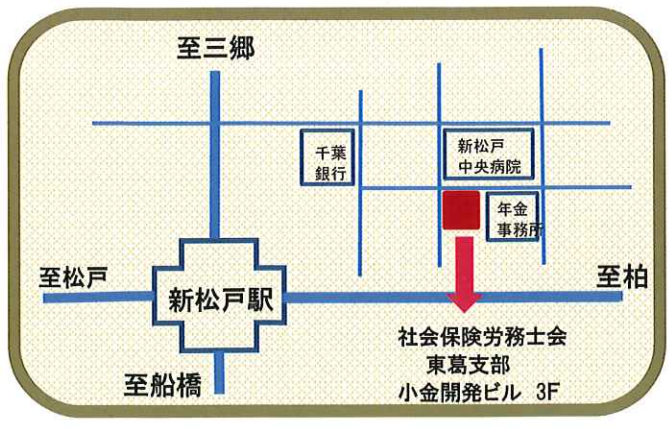 至三郷
千葉
銀行
新松戸
中央病院
年金
事務所
至松戸
新松戸駅
至柏
至船橋
社会保険労務士会
東葛支部
小金開発ビル 3F